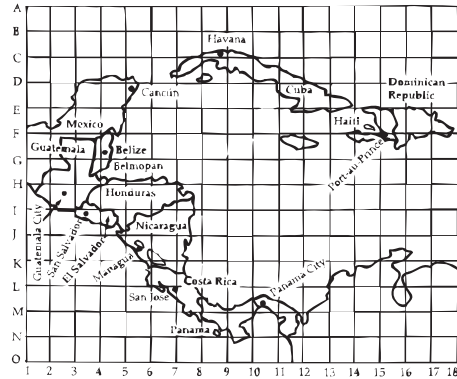 A
B
C
D
E
F
G
H
I
J
K
L
M
N
O
Havana
Cancún
Cuba
Dominican
Republic
Haiti
Port-au-Prince
Mexico
Guatemala
Belize
Belmopan
Honduras
Guatemala City
San Salvador
El Salvador
Nicaragua
Managua
Costa Rica
San José
Panama City
Panama
1 2 3 4 5 6 7 8 9 10 11 12 13 14 15 16 17 18